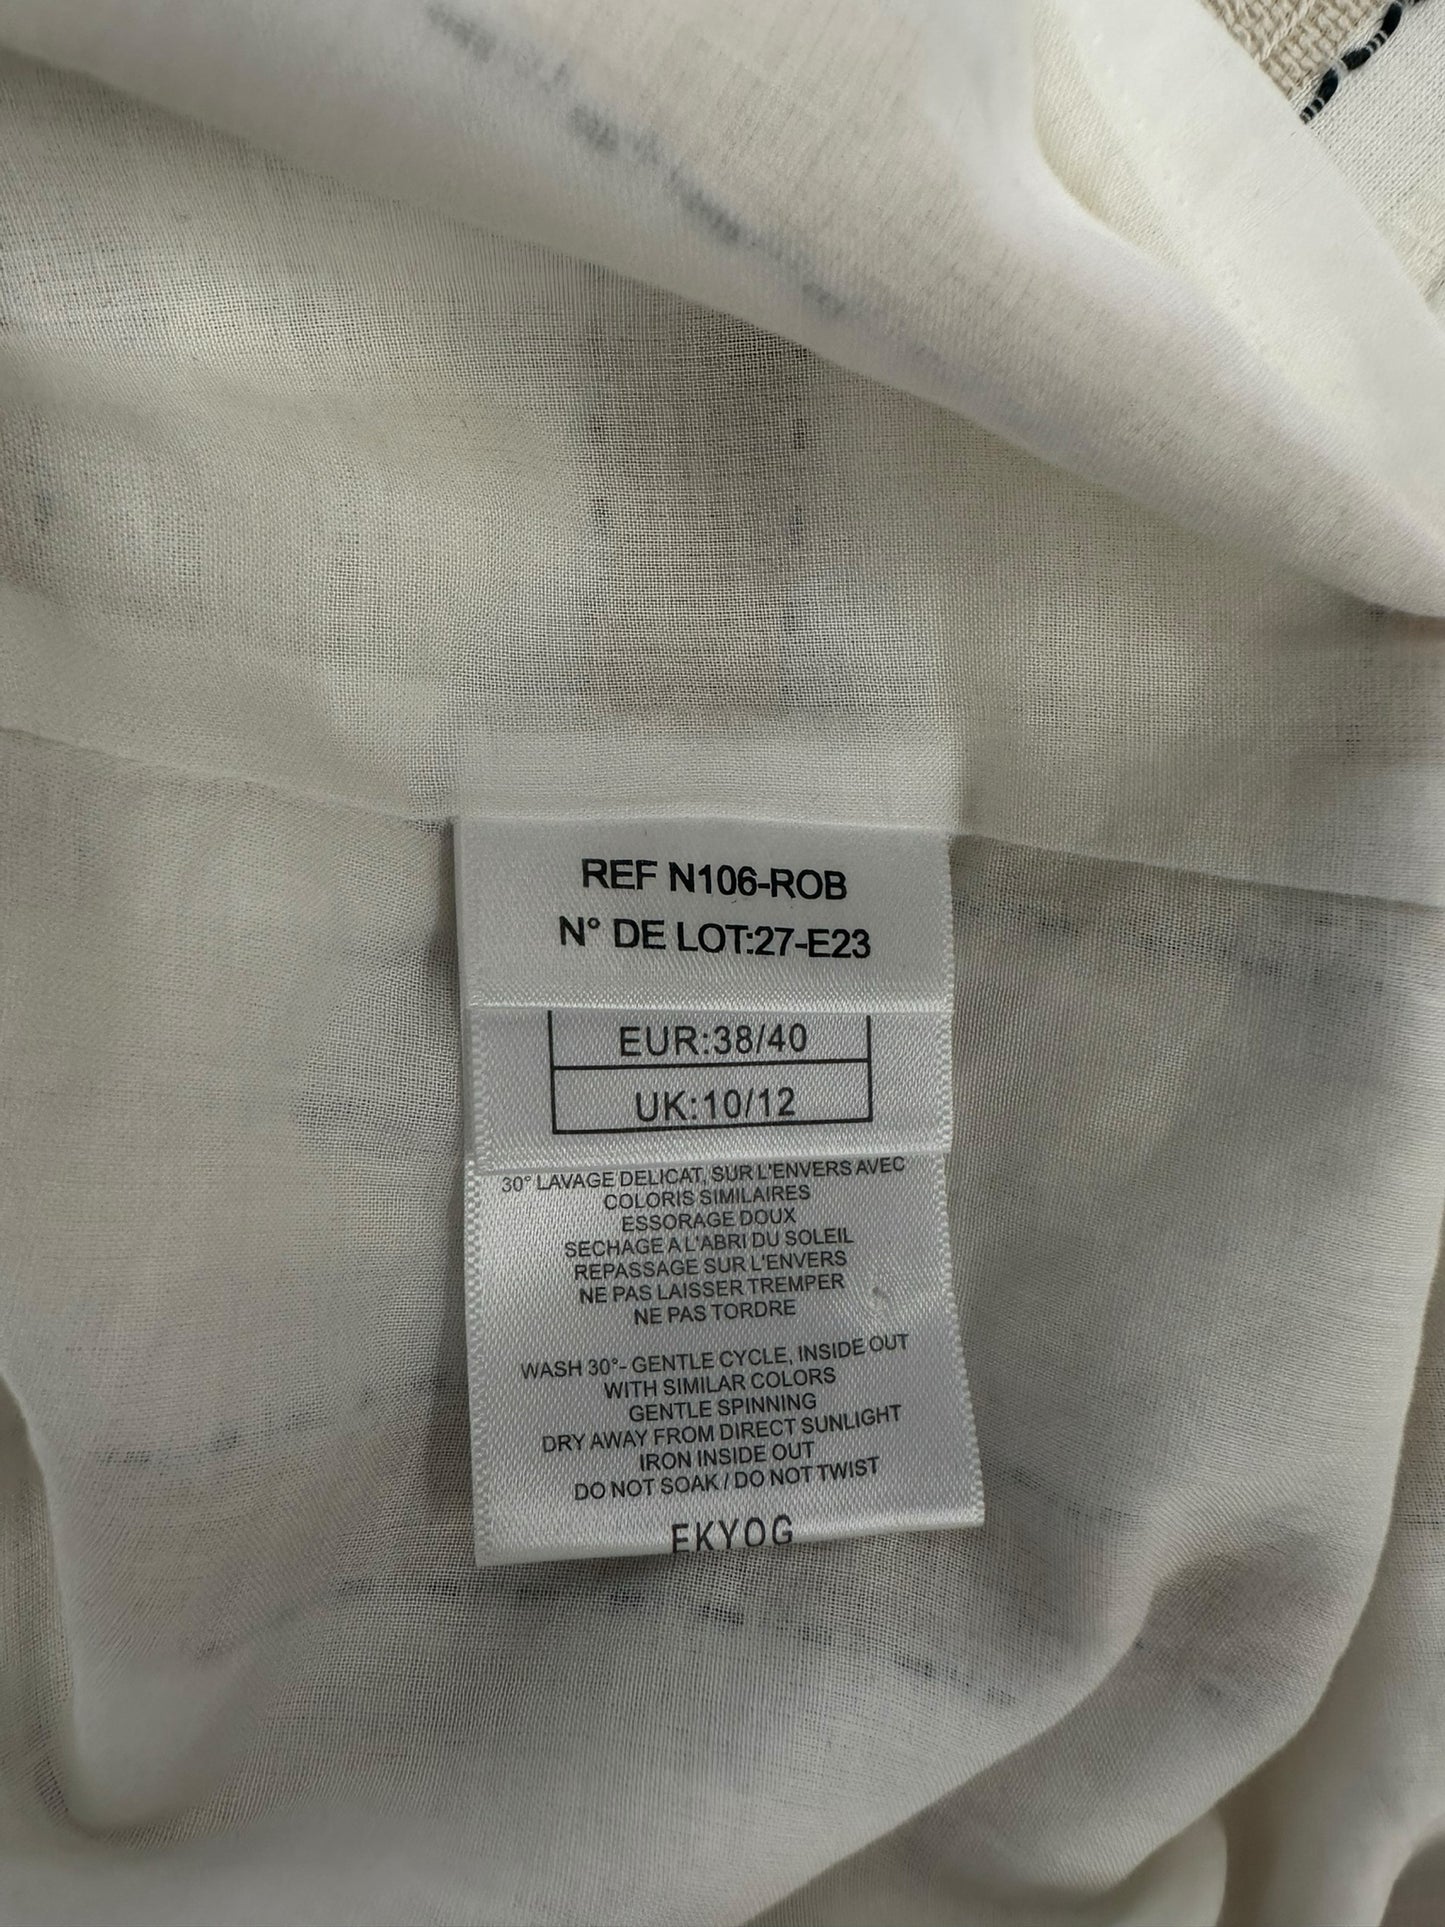 REF N106-ROB
N° DE LOT:27-E23
EUR:38/40
UK:10/12
30° LAVAGE DELICAT, SUR L'ENVERS AVEC
COLORIS SIMILAIRES
ESSORAGE DOUX
SECHAGE A L'ABRI DU SOLEIL
REPASSAGE SUR L'ENVERS
NE PAS LAISSER TREMPER
NE PAS TORDRE
WASH 30°- GENTLE CYCLE, INSIDE OUT
WITH SIMILAR COLORS
GENTLE SPINNING
DRY AWAY FROM DIRECT SUNLIGHT
IRON INSIDE OUT
DO NOT SOAK / DO NOT TWIST
EKYOG